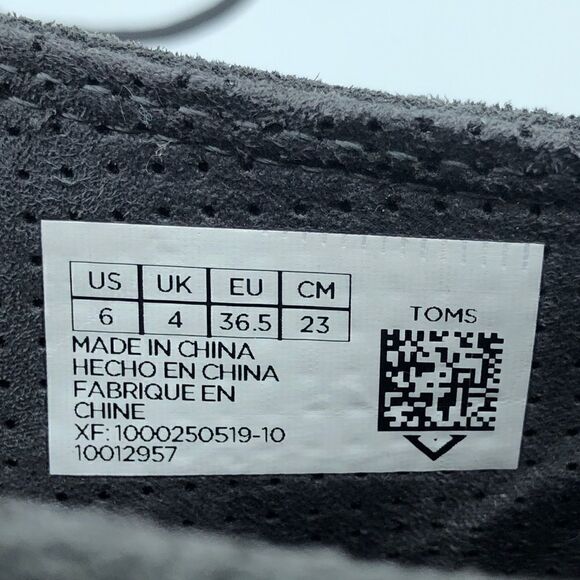 US UK EU CM
6 4 36.5 23
TOMS
MADE IN CHINA
HECHO EN CHINA
FABRIQUE EN
CHINE
XF: 1000250519-10
10012957